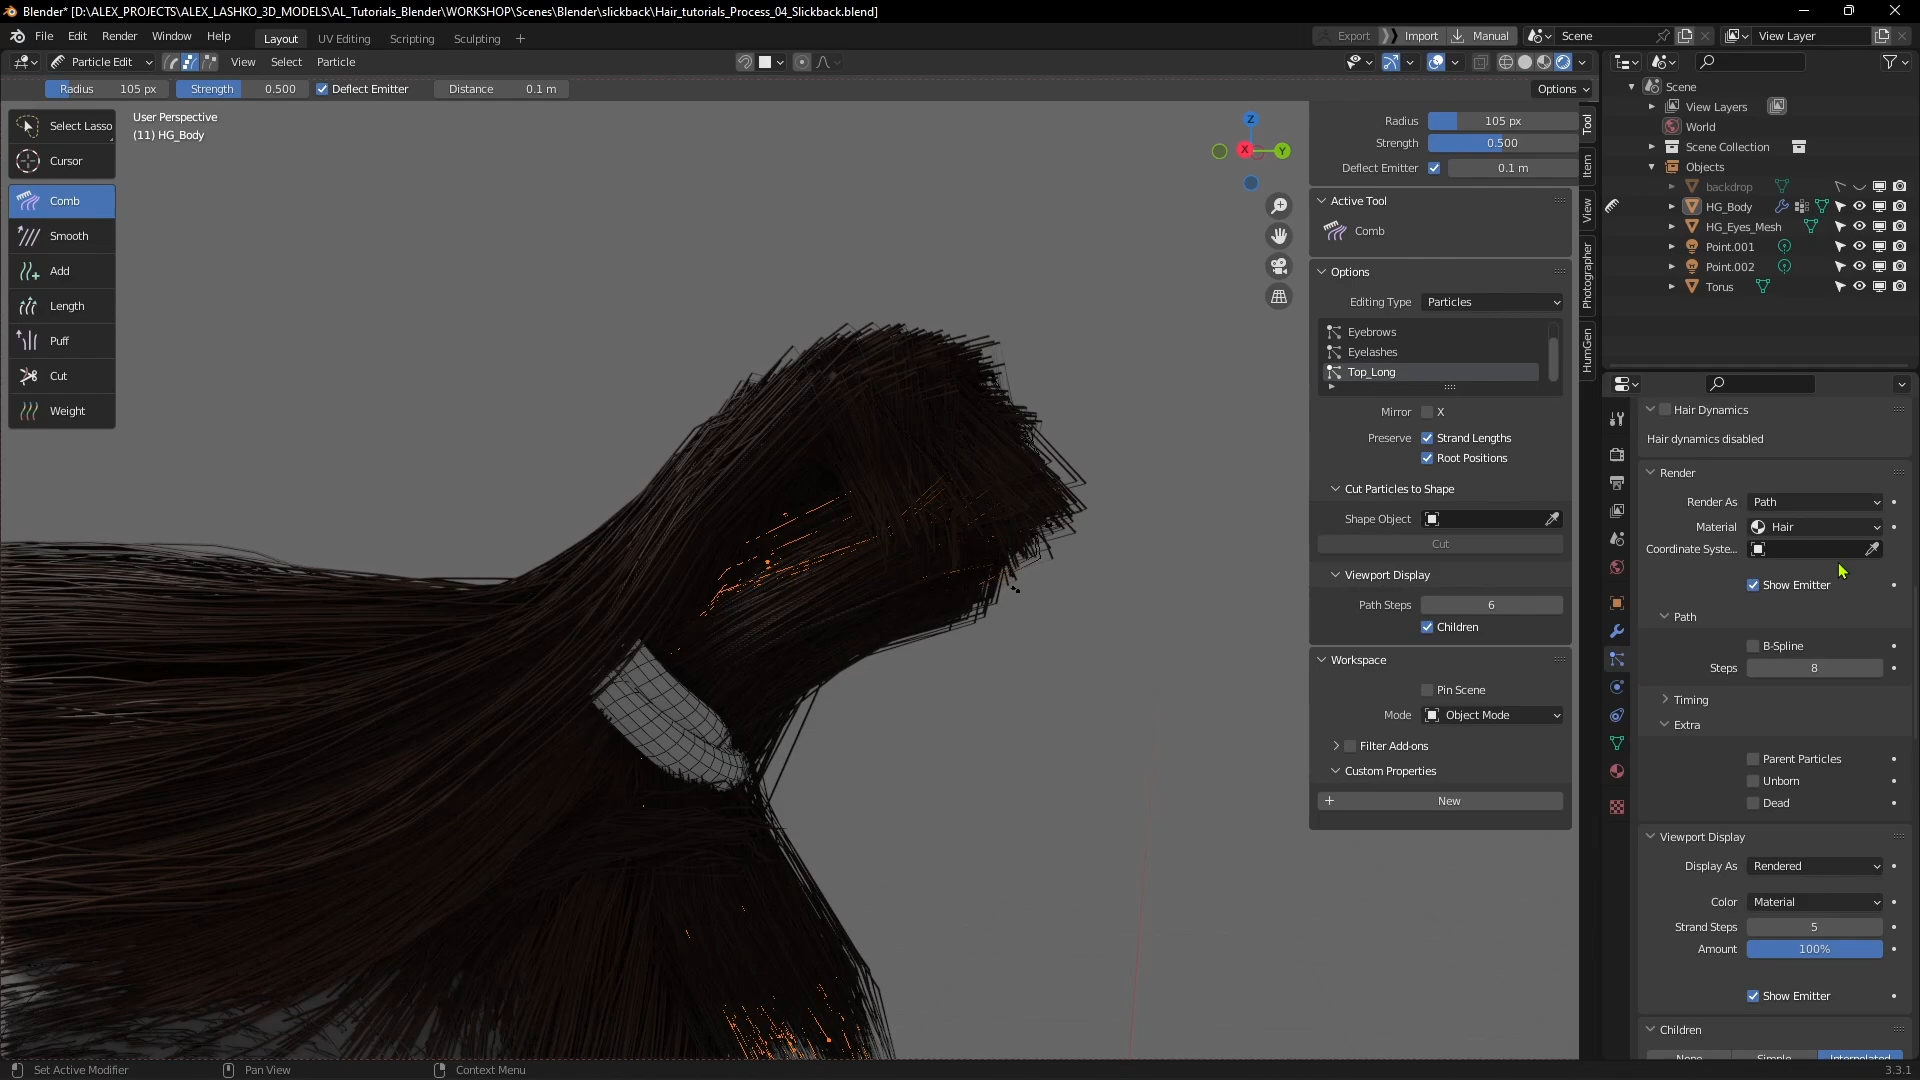 Blender* [D:\ALEX_PROJECTS\ALEX_LASHKO_3D_MODELS\AL_Tutorials_Blender\WORKSHOP\Scenes\Blender\slickback\Hair_tutorials_Process_04_Slickback.blend]
File Edit Render Window Help Layout UV Editing Scripting Sculpting + Export Import Manual Scene View Layer
Particle Edit View Select Particle
Radius 105 px Strength 0.500 Deflect Emitter Distance 0.1 m Options
User Perspective
(11) HG_Body
Select Lasso
Cursor
Comb
Smooth
Add
Length
Puff
Cut
Weight
Z
X
Y
Radius 105 px
Strength 0.500
Deflect Emitter 0.1 m
Active Tool
Comb
Options
Editing Type Particles
Eyebrows
Eyelashes
Top_Long
Mirror X
Preserve Strand Lengths
Root Positions
Cut Particles to Shape
Shape Object
Cut
Viewport Display
Path Steps 6
Children
Workspace
Pin Scene
Mode Object Mode
Filter Add-ons
Custom Properties
+ New
Tool
Item
View
Photographer
HumGen
Scene
View Layers
World
Scene Collection
Objects
backdrop
HG_Body
HG_Eyes_Mesh
Point.001
Point.002
Torus
Hair Dynamics
Hair dynamics disabled
Render
Render As Path
Material Hair
Coordinate Syste...
Show Emitter
Path
B-Spline
Steps 8
Timing
Extra
Parent Particles
Unborn
Dead
Viewport Display
Display As Rendered
Color Material
Strand Steps 5
Amount 100%
Show Emitter
Children
None Simple Interpolated
Set Active Modifier Pan View Context Menu 3.3.1